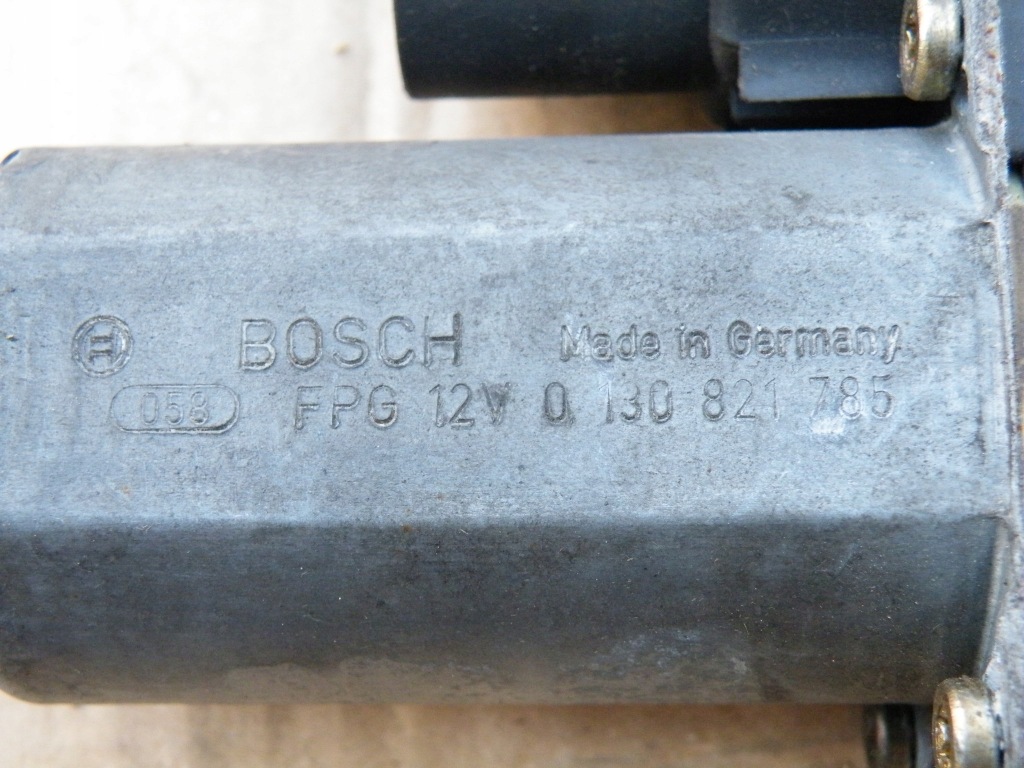 BOSCH Made in Germany
058 FPG 12V 0 130 821 785